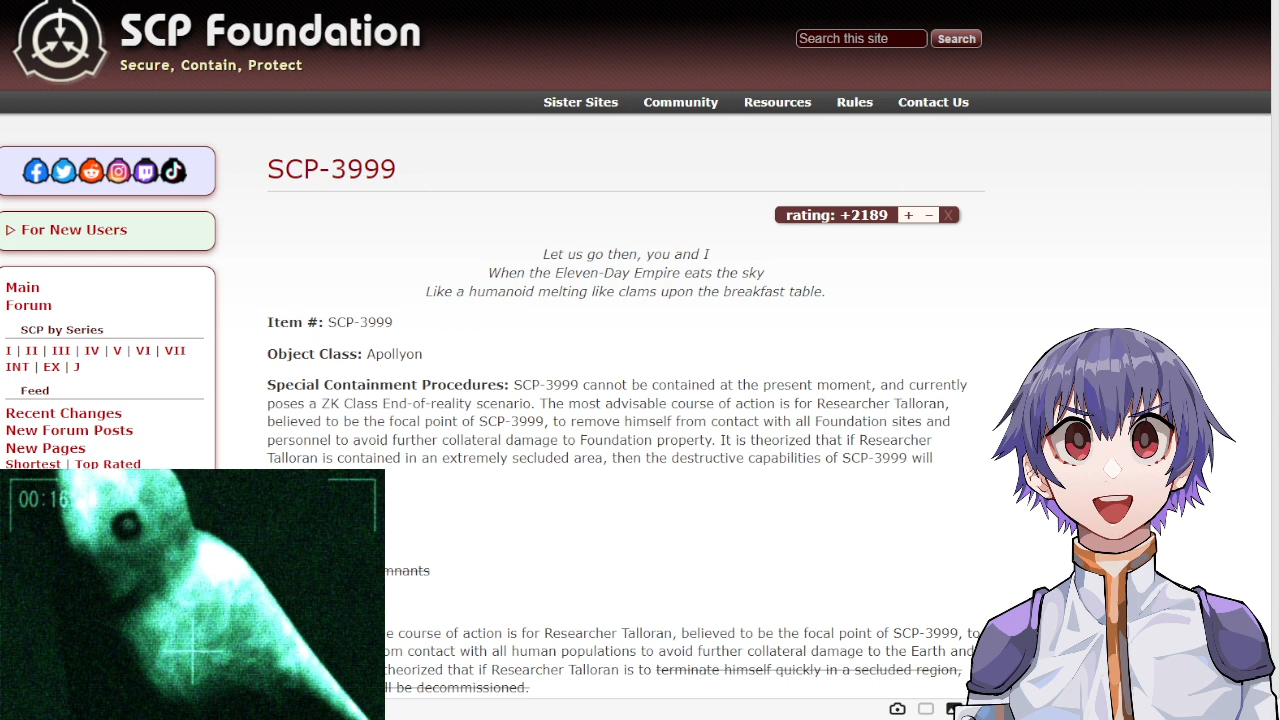 SCP Foundation
Secure, Contain, Protect
Search this site
Search
Sister Sites
Community
Resources
Rules
Contact Us
▷ For New Users
Main
Forum
SCP by Series
I | II | III | IV | V | VI | VII
INT | EX | J
Feed
Recent Changes
New Forum Posts
New Pages
Shortest | Top Rated
SCP-3999
rating: +2189 + − X
Let us go then, you and I
When the Eleven-Day Empire eats the sky
Like a humanoid melting like clams upon the breakfast table.
Item #: SCP-3999
Object Class: Apollyon
Special Containment Procedures: SCP-3999 cannot be contained at the present moment, and currently
poses a ZK Class End-of-reality scenario. The most advisable course of action is for Researcher Talloran,
believed to be the focal point of SCP-3999, to remove himself from contact with all Foundation sites and
personnel to avoid further collateral damage to Foundation property. It is theorized that if Researcher
Talloran is contained in an extremely secluded area, then the destructive capabilities of SCP-3999 will
mnants
e course of action is for Researcher Talloran, believed to be the focal point of SCP-3999, to
om contact with all human populations to avoid further collateral damage to the Earth and
theorized that if Researcher Talloran is to terminate himself quickly in a secluded region,
ll be decommissioned.
00:16